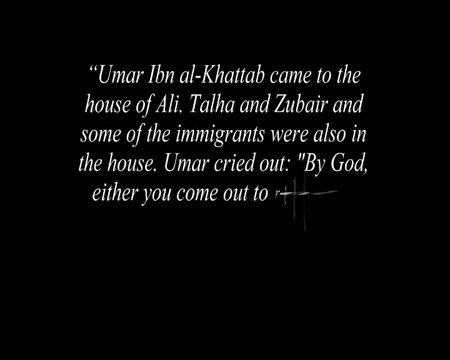 “Umar Ibn al-Khattab came to the
house of Ali. Talha and Zubair and
some of the immigrants were also in
the house. Umar cried out: "By God,
either you come out to